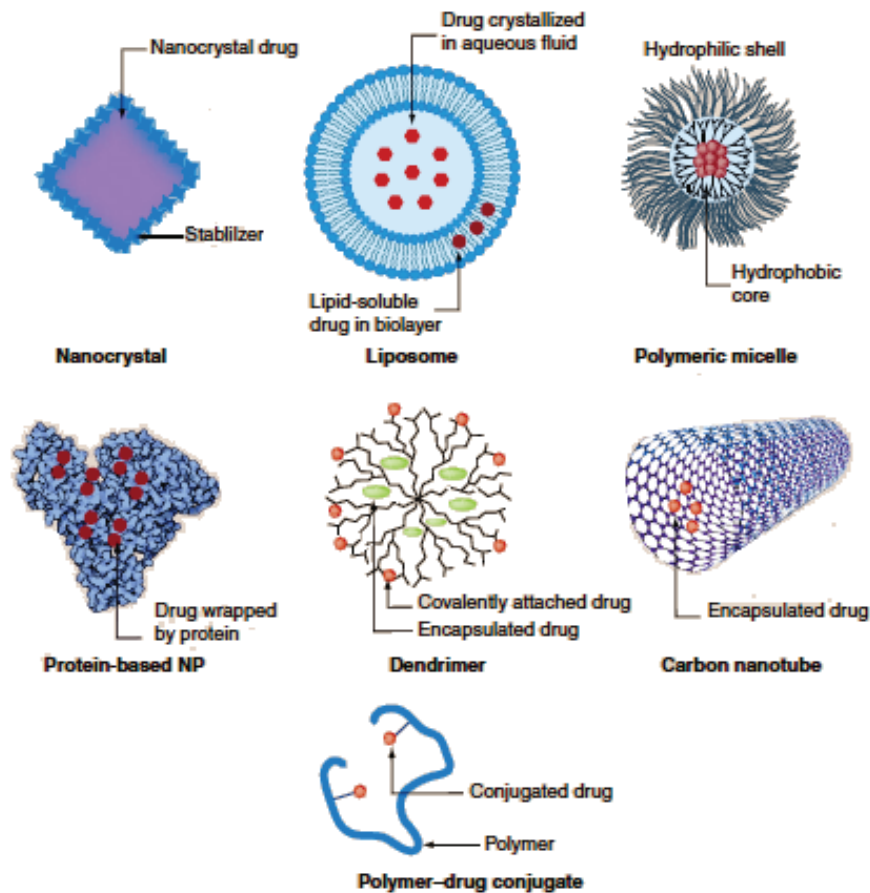 Nanocrystal drug
Stablilzer
Nanocrystal
Drug crystallized
in aqueous fluid
Lipid-soluble
drug in biolayer
Liposome
Hydrophilic shell
Hydrophobic
core
Polymeric micelle
Drug wrapped
by protein
Protein-based NP
Covalently attached drug
Encapsulated drug
Dendrimer
Encapsulated drug
Carbon nanotube
Conjugated drug
Polymer
Polymer–drug conjugate